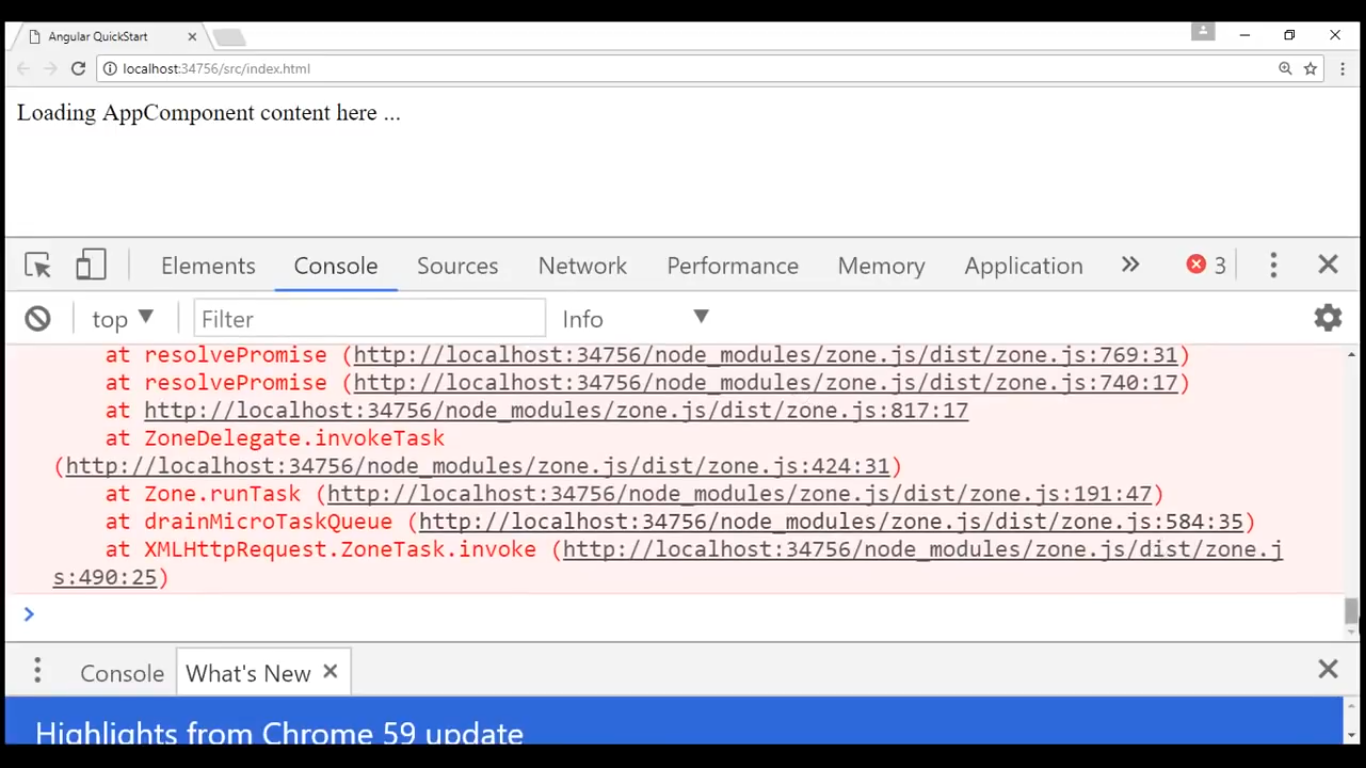 Angular QuickStart
localhost:34756/src/index.html
Loading AppComponent content here ...
Elements Console Sources Network Performance Memory Application 3
top Filter Info
at resolvePromise (http://localhost:34756/node_modules/zone.js/dist/zone.js:769:31)
at resolvePromise (http://localhost:34756/node_modules/zone.js/dist/zone.js:740:17)
at http://localhost:34756/node_modules/zone.js/dist/zone.js:817:17
at ZoneDelegate.invokeTask
(http://localhost:34756/node_modules/zone.js/dist/zone.js:424:31)
at Zone.runTask (http://localhost:34756/node_modules/zone.js/dist/zone.js:191:47)
at drainMicroTaskQueue (http://localhost:34756/node_modules/zone.js/dist/zone.js:584:35)
at XMLHttpRequest.ZoneTask.invoke (http://localhost:34756/node_modules/zone.js/dist/zone.j
s:490:25)
Console What's New
Highlights from Chrome 59 update